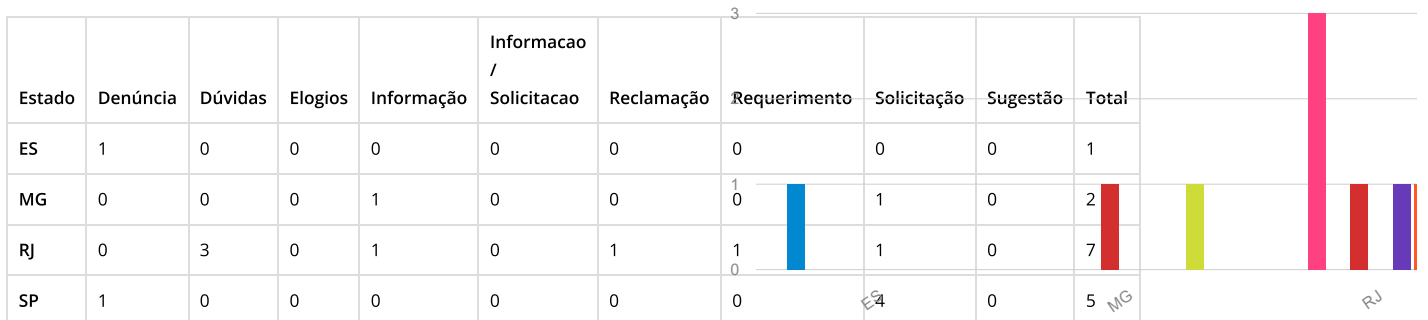 Estado Denúncia Dúvidas Elogios Informação Informacao / Solicitacao Reclamação Requerimento Solicitação Sugestão Total
ES 1 0 0 0 0 0 0 0 0 1
MG 0 0 0 1 0 0 0 1 0 2
RJ 0 3 0 1 0 1 1 1 0 7
SP 1 0 0 0 0 0 0 4 0 5
3
2
1
0
ES MG RJ